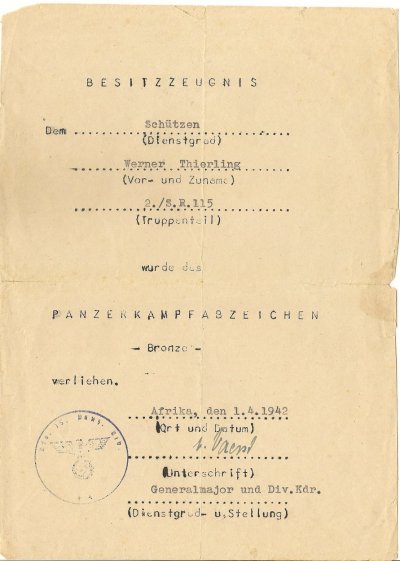 BESITZZEUGNIS
Dem Schützen
(Dienstgrad)
Werner Thierling
(Vor- und Zuname)
2./S.R.115
(Truppenteil)
wurde das
PANZERKAMPFABZEICHEN
- Bronze -
verliehen.
Afrika, den 1.4.1942
(Ort und Datum)
v. Vaerst
(Unterschrift)
Generalmajor und Div.Kdr.
(Dienstgrad- u.Stellung)